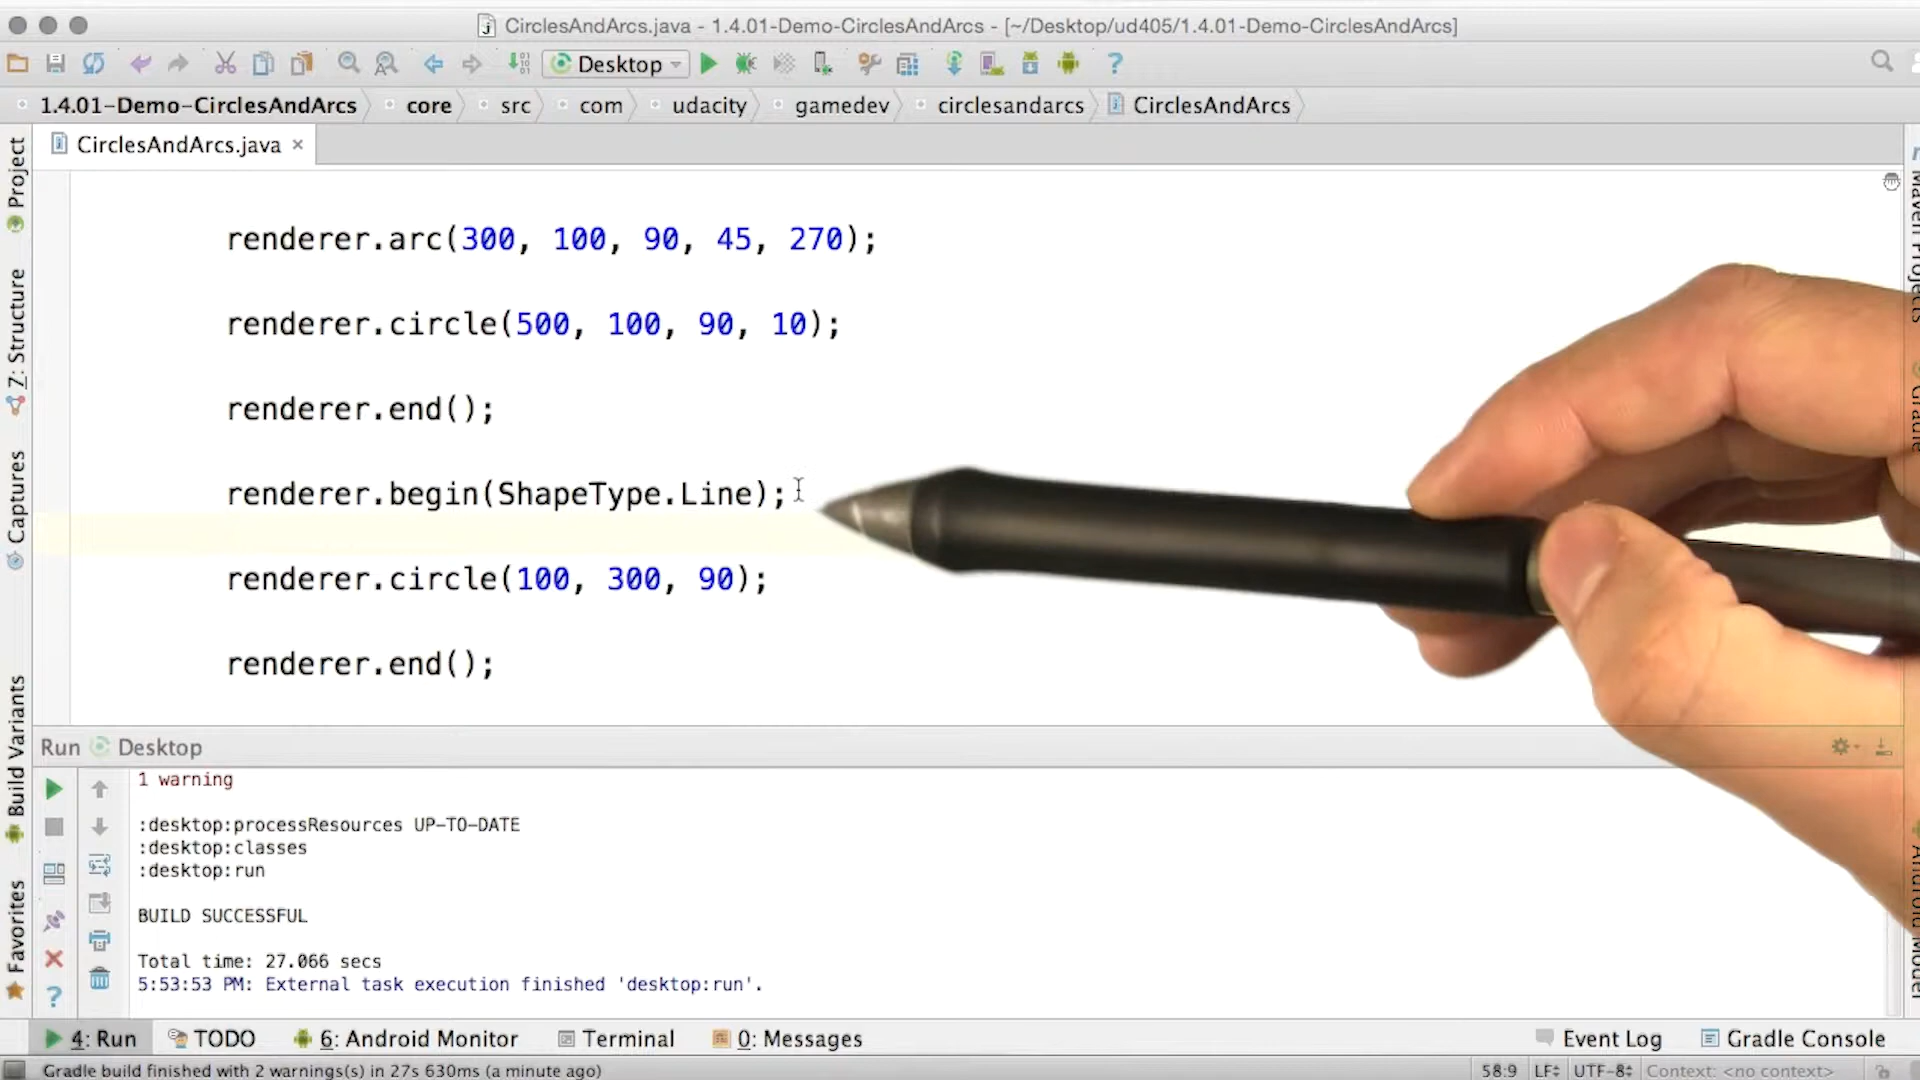 CirclesAndArcs.java - 1.4.01-Demo-CirclesAndArcs - [~/Desktop/ud405/1.4.01-Demo-CirclesAndArcs]
Desktop
1.4.01-Demo-CirclesAndArcs core src com udacity gamedev circlesandarcs CirclesAndArcs
CirclesAndArcs.java
Project
Z: Structure
Captures
Build Variants
Favorites
renderer.arc(300, 100, 90, 45, 270);
renderer.circle(500, 100, 90, 10);
renderer.end();
renderer.begin(ShapeType.Line);
renderer.circle(100, 300, 90);
renderer.end();
Maven Projects
Gradle
Android Model
Run Desktop
1 warning
:desktop:processResources UP-TO-DATE
:desktop:classes
:desktop:run
BUILD SUCCESSFUL
Total time: 27.066 secs
5:53:53 PM: External task execution finished 'desktop:run'.
4: Run TODO 6: Android Monitor Terminal 0: Messages Event Log Gradle Console
Gradle build finished with 2 warnings(s) in 27s 630ms (a minute ago) 58:9 LF UTF-8 Context: <no context>